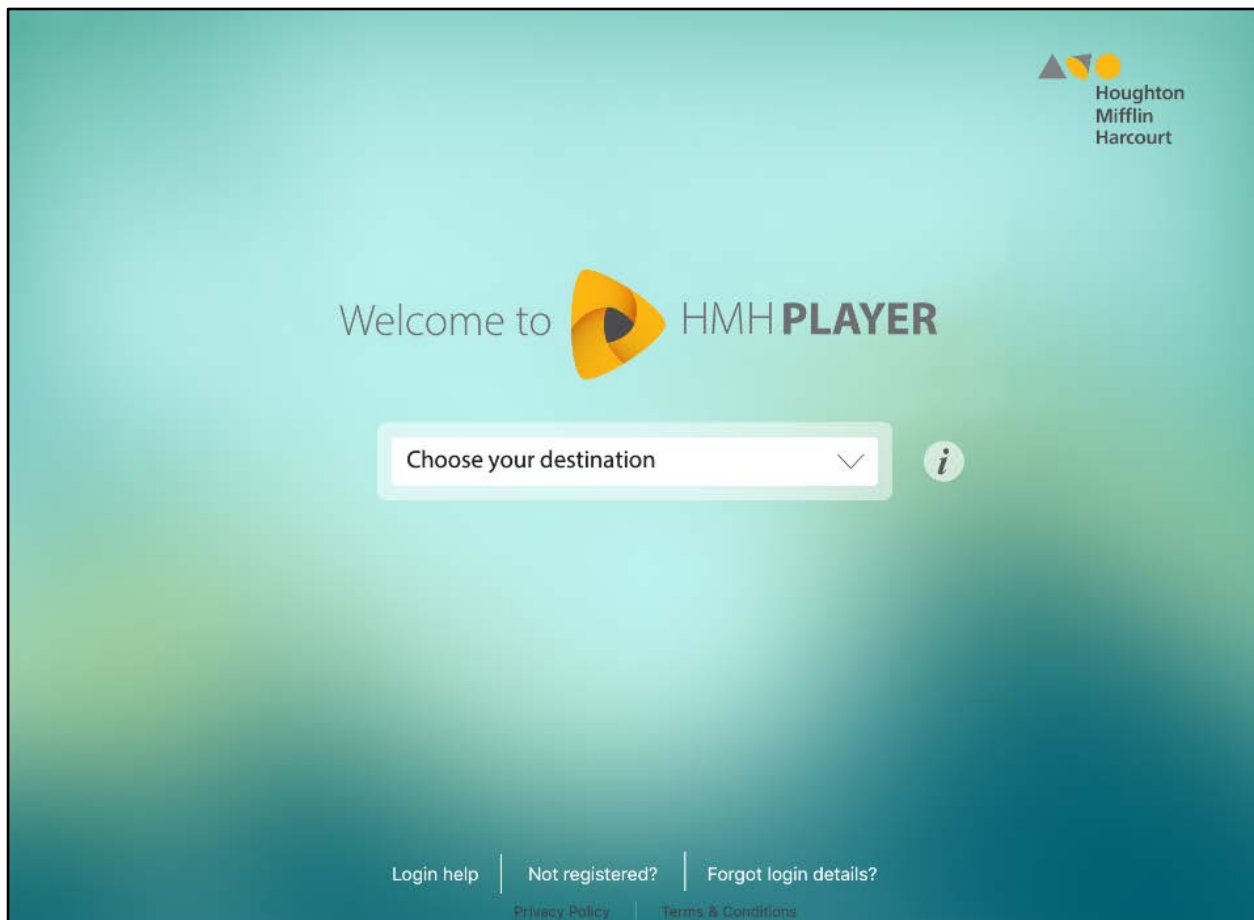 Houghton
Mifflin
Harcourt
Welcome to HMH PLAYER
Choose your destination
i
Login help Not registered? Forgot login details?
Privacy Policy Terms & Conditions